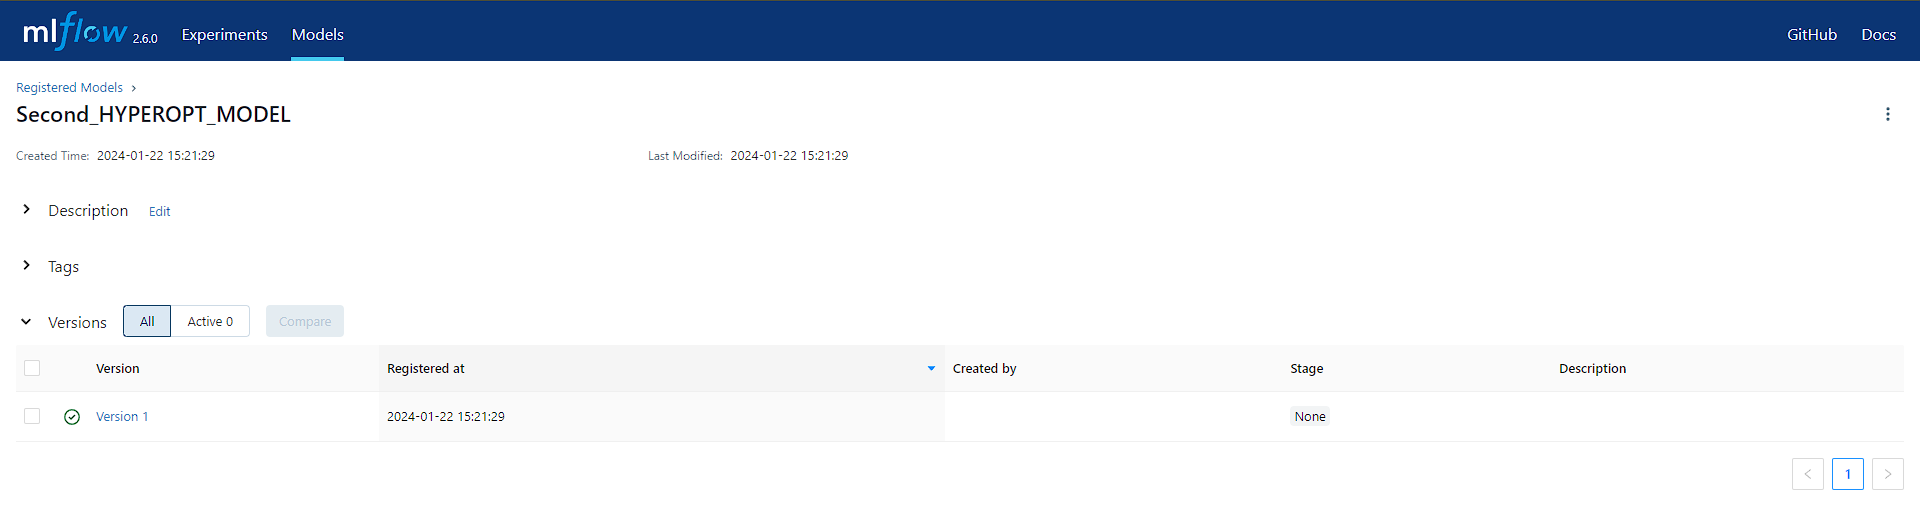 mlflow 2.6.0 Experiments Models GitHub Docs
Registered Models ›
Second_HYPEROPT_MODEL
Created Time: 2024-01-22 15:21:29 Last Modified: 2024-01-22 15:21:29
Description Edit
Tags
Versions All Active 0 Compare
Version Registered at Created by Stage Description
Version 1 2024-01-22 15:21:29 None
< 1 >